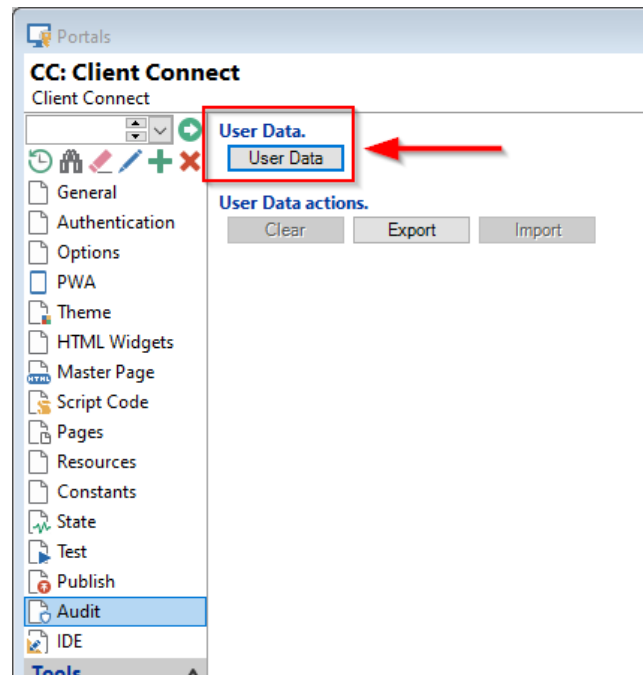 Portals
CC: Client Connect
Client Connect
User Data.
User Data
User Data actions.
Clear Export Import
General
Authentication
Options
PWA
Theme
HTML Widgets
HTML
Master Page
Script Code
Pages
Resources
Constants
State
Test
Publish
Audit
IDE
Tools